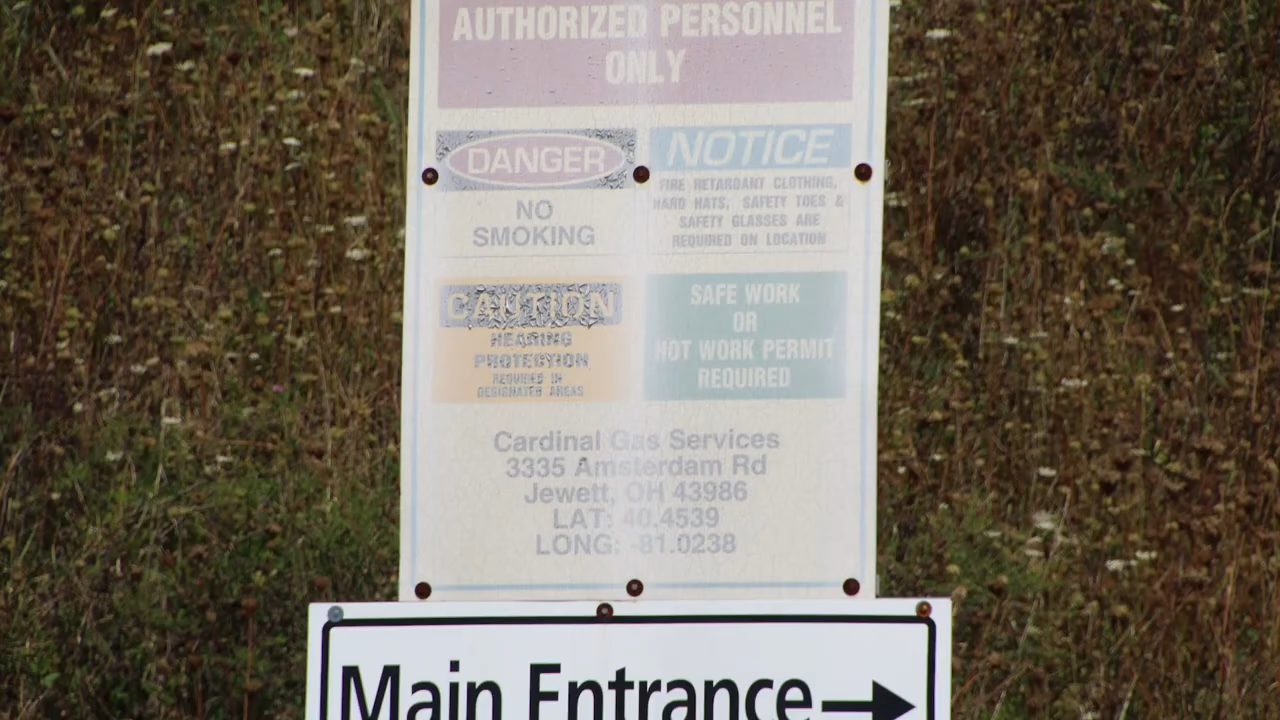 AUTHORIZED PERSONNEL
ONLY
DANGER
NO
SMOKING
NOTICE
FIRE RETARDANT CLOTHING,
HARD HATS, SAFETY TOES &
SAFETY GLASSES ARE
REQUIRED ON LOCATION
CAUTION
HEARING
PROTECTION
REQUIRED IN
DESIGNATED AREAS
SAFE WORK
OR
HOT WORK PERMIT
REQUIRED
Cardinal Gas Services
3335 Amsterdam Rd
Jewett, OH 43986
LAT: 40.4539
LONG: -81.0238
Main Entrance →